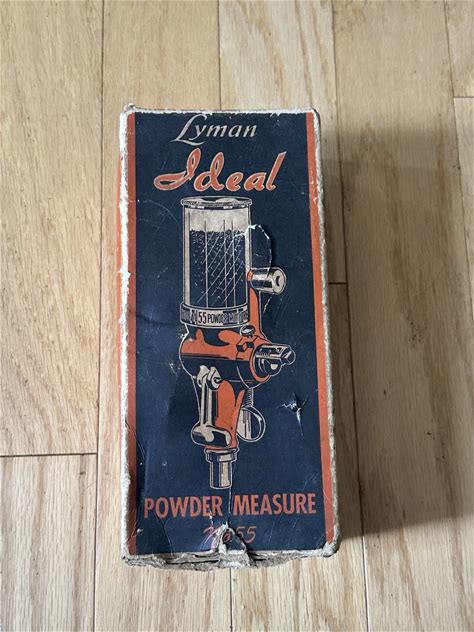 Lyman
Ideal
55 POWDER
POWDER MEASURE
No 55